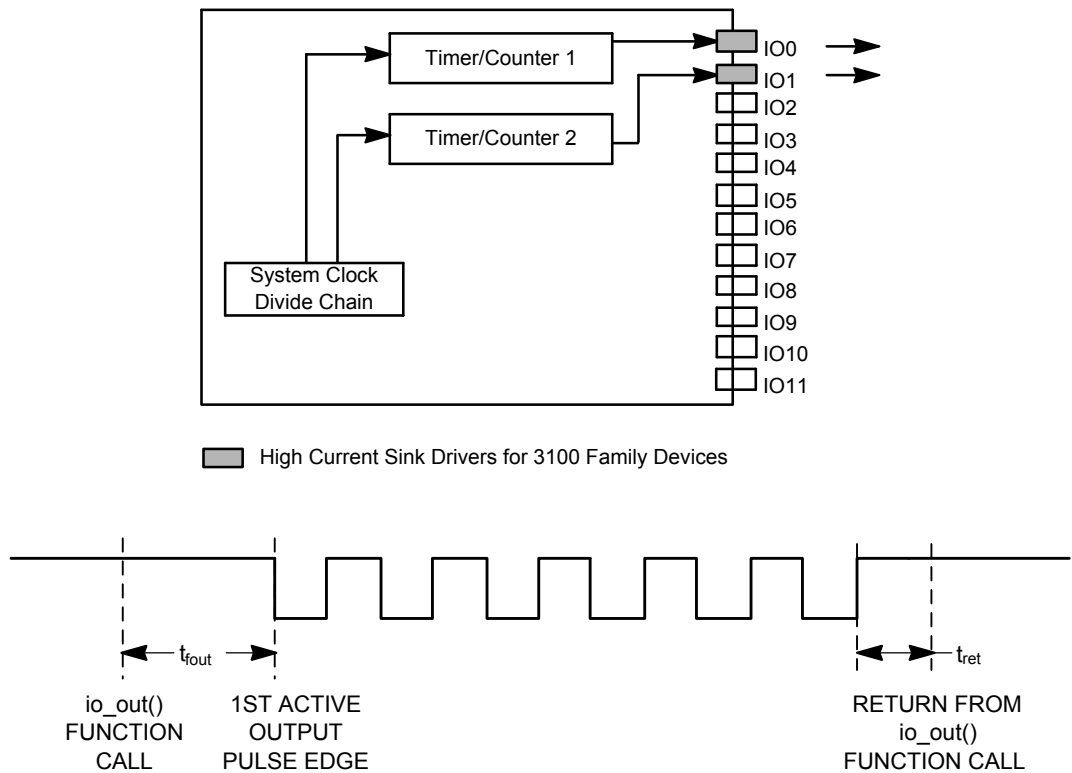 Timer/Counter 1
Timer/Counter 2
System Clock
Divide Chain
IO0
IO1
IO2
IO3
IO4
IO5
IO6
IO7
IO8
IO9
IO10
IO11
High Current Sink Drivers for 3100 Family Devices
tfout
tret
io_out()
FUNCTION
CALL
1ST ACTIVE
OUTPUT
PULSE EDGE
RETURN FROM
io_out()
FUNCTION CALL